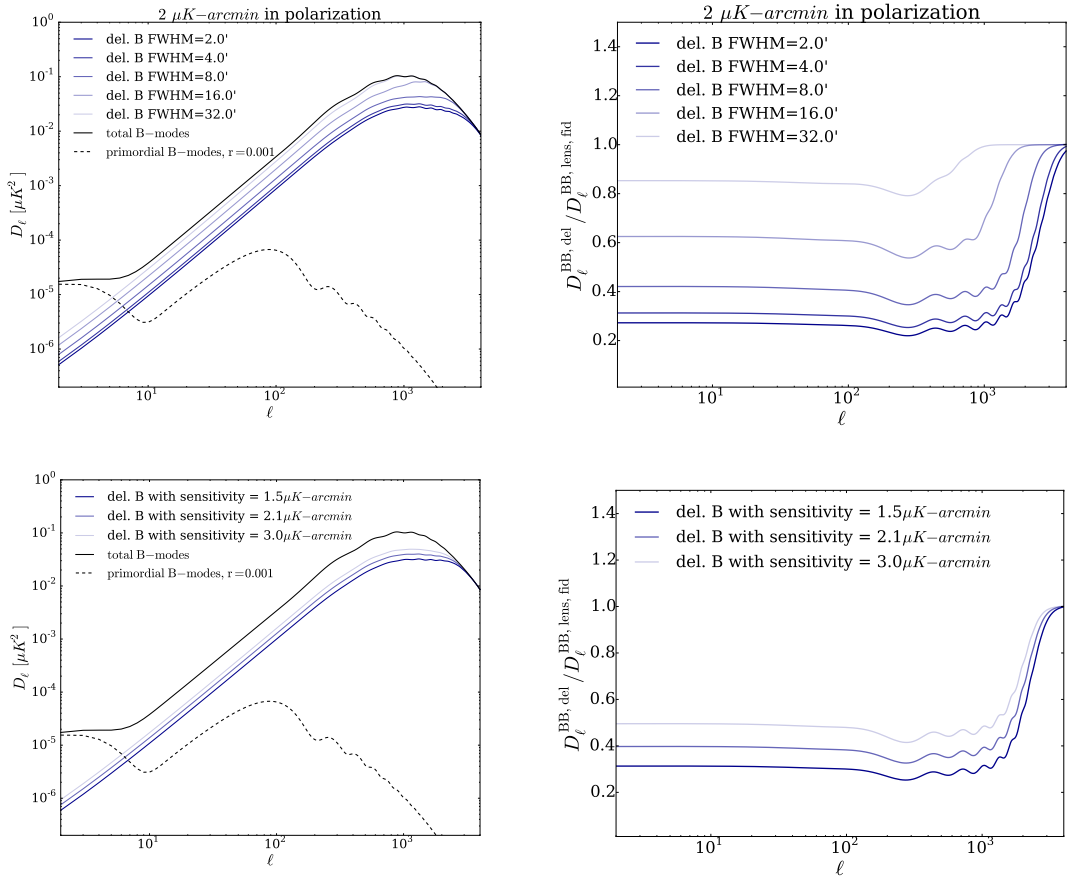 2 μK−arcmin in polarization
del. B FWHM=2.0'
del. B FWHM=4.0'
del. B FWHM=8.0'
del. B FWHM=16.0'
del. B FWHM=32.0'
total B−modes
primordial B−modes, r=0.001
D_ℓ [μK²]
10^0
10^-1
10^-2
10^-3
10^-4
10^-5
10^-6
10^1 10^2 10^3
ℓ
2 μK−arcmin in polarization
del. B FWHM=2.0'
del. B FWHM=4.0'
del. B FWHM=8.0'
del. B FWHM=16.0'
del. B FWHM=32.0'
D_ℓ^BB, del / D_ℓ^BB, lens, fid
1.4
1.2
1.0
0.8
0.6
0.4
0.2
10^1 10^2 10^3
ℓ
del. B with sensitivity = 1.5μK−arcmin
del. B with sensitivity = 2.1μK−arcmin
del. B with sensitivity = 3.0μK−arcmin
total B−modes
primordial B−modes, r=0.001
D_ℓ [μK²]
10^0
10^-1
10^-2
10^-3
10^-4
10^-5
10^-6
10^1 10^2 10^3
ℓ
del. B with sensitivity = 1.5μK−arcmin
del. B with sensitivity = 2.1μK−arcmin
del. B with sensitivity = 3.0μK−arcmin
D_ℓ^BB, del / D_ℓ^BB, lens, fid
1.4
1.2
1.0
0.8
0.6
0.4
0.2
10^1 10^2 10^3
ℓ